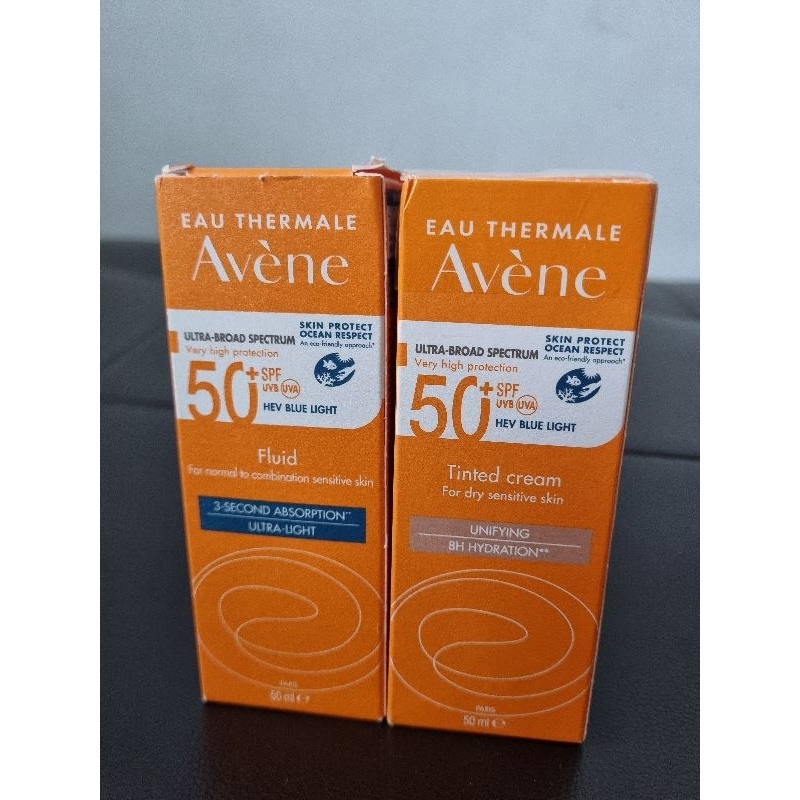 EAU THERMALE
Avène
ULTRA-BROAD SPECTRUM
Very high protection
50+ SPF
UVB UVA
HEV BLUE LIGHT
SKIN PROTECT
OCEAN RESPECT
An eco-friendly approach*
Fluid
For normal to combination sensitive skin
3-SECOND ABSORPTION**
ULTRA-LIGHT
PARIS
50 ml e
EAU THERMALE
Avène
ULTRA-BROAD SPECTRUM
Very high protection
50+ SPF
UVB UVA
HEV BLUE LIGHT
SKIN PROTECT
OCEAN RESPECT
An eco-friendly approach*
Tinted cream
For dry sensitive skin
UNIFYING
8H HYDRATION**
PARIS
50 ml e